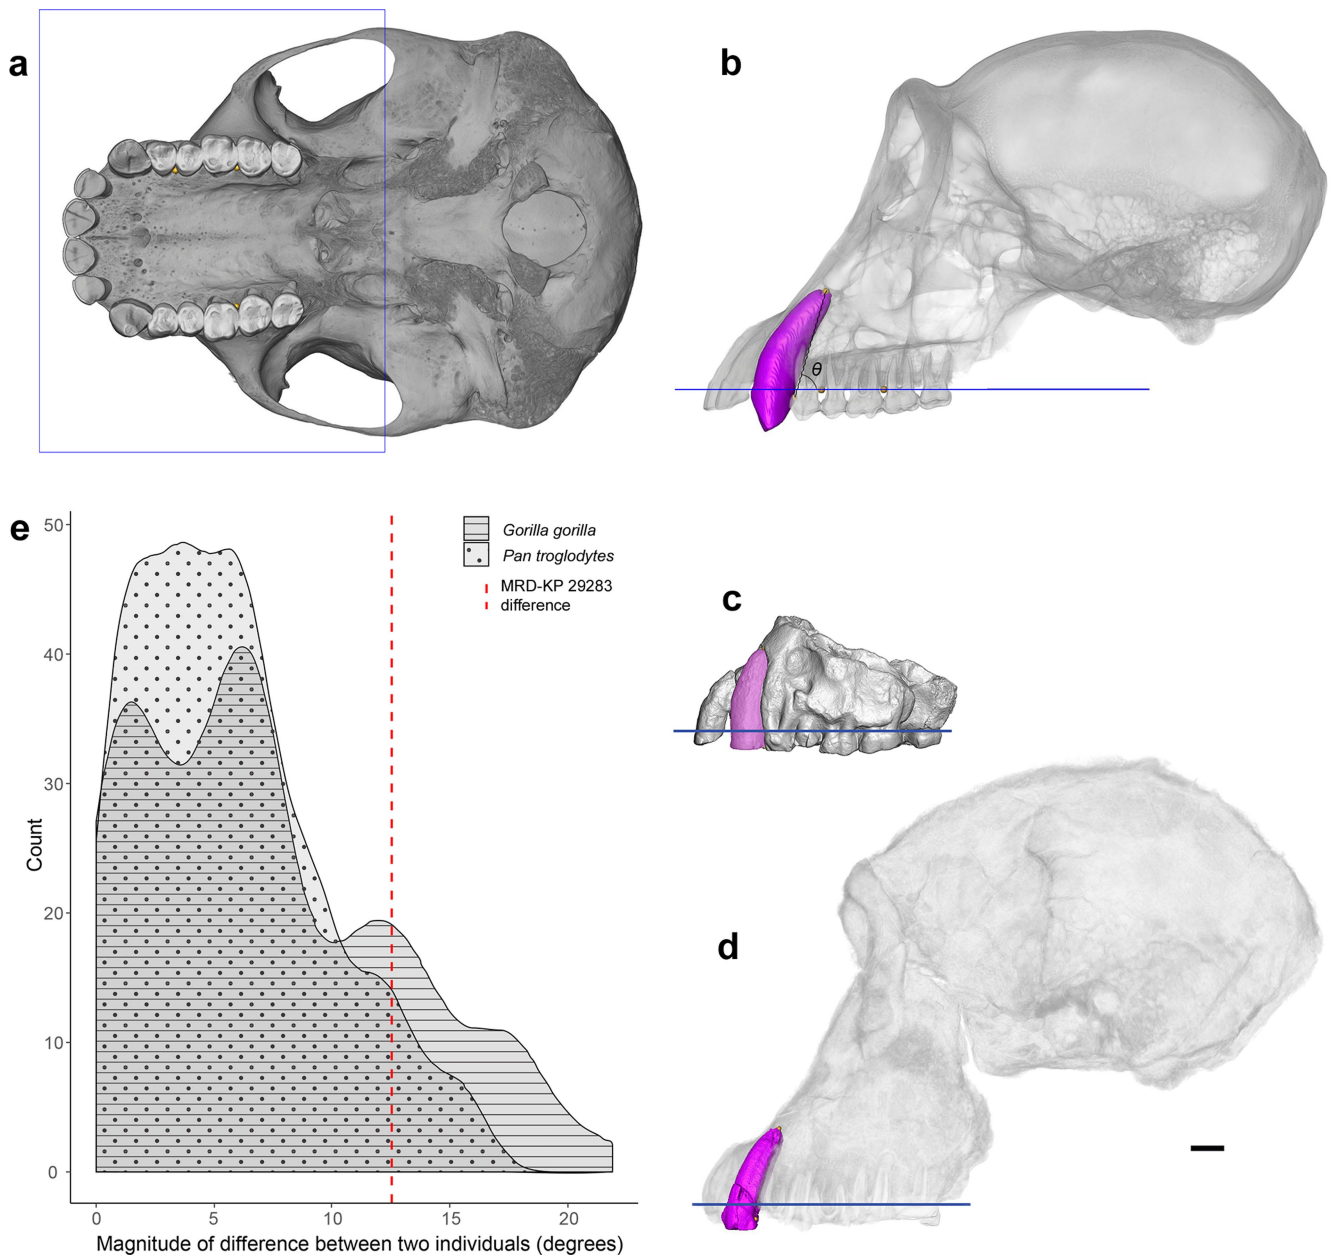 a
b
θ
e
50
40
30
20
10
0
Count
Gorilla gorilla
Pan troglodytes
MRD-KP 29283
difference
0
5
10
15
20
Magnitude of difference between two individuals (degrees)
c
d